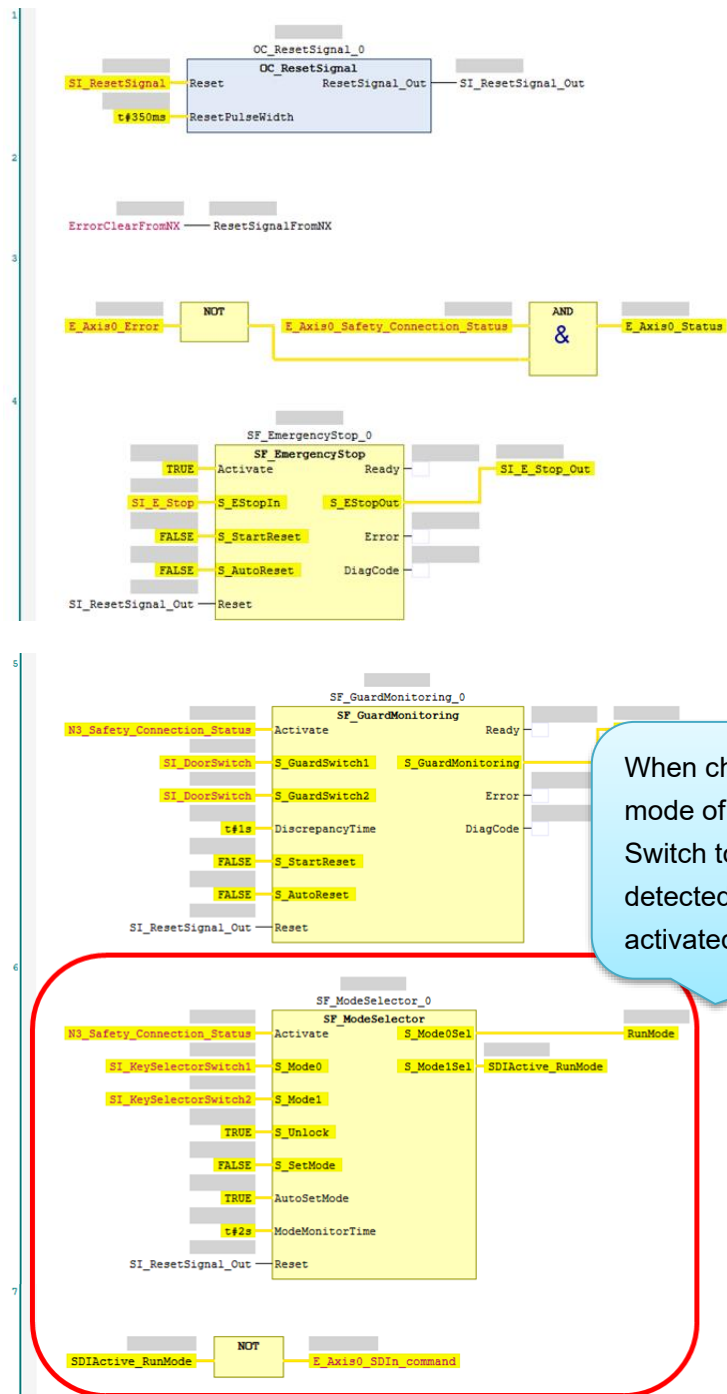 1
OC_ResetSignal_0
OC_ResetSignal
SI_ResetSignal Reset ResetSignal_Out SI_ResetSignal_Out
t#350ms ResetPulseWidth
2
ErrorClearFromNX ResetSignalFromNX
3
NOT AND
E_Axis0_Error E_Axis0_Safety_Connection_Status & E_Axis0_Status
4
SF_EmergencyStop_0
SF_EmergencyStop
TRUE Activate Ready SI_E_Stop_Out
SI_E_Stop S_EStopIn S_EStopOut
FALSE S_StartReset Error
FALSE S_AutoReset DiagCode
SI_ResetSignal_Out Reset
5
SF_GuardMonitoring_0
SF_GuardMonitoring
N3_Safety_Connection_Status Activate Ready
SI_DoorSwitch S_GuardSwitch1 S_GuardMonitoring
SI_DoorSwitch S_GuardSwitch2 Error
t#1s DiscrepancyTime DiagCode
FALSE S_StartReset
FALSE S_AutoReset
SI_ResetSignal_Out Reset
When
mode of
Switch
detected
activated
6
SF_ModeSelector_0
SF_ModeSelector
N3_Safety_Connection_Status Activate S_Mode0Sel RunMode
SI_KeySelectorSwitch1 S_Mode0 S_Mode1Sel SDIActive_RunMode
SI_KeySelectorSwitch2 S_Mode1
TRUE S_Unlock
FALSE S_SetMode
TRUE AutoSetMode
t#2s ModeMonitorTime
SI_ResetSignal_Out Reset
7
NOT
SDIActive_RunMode E_Axis0_SDIn_command